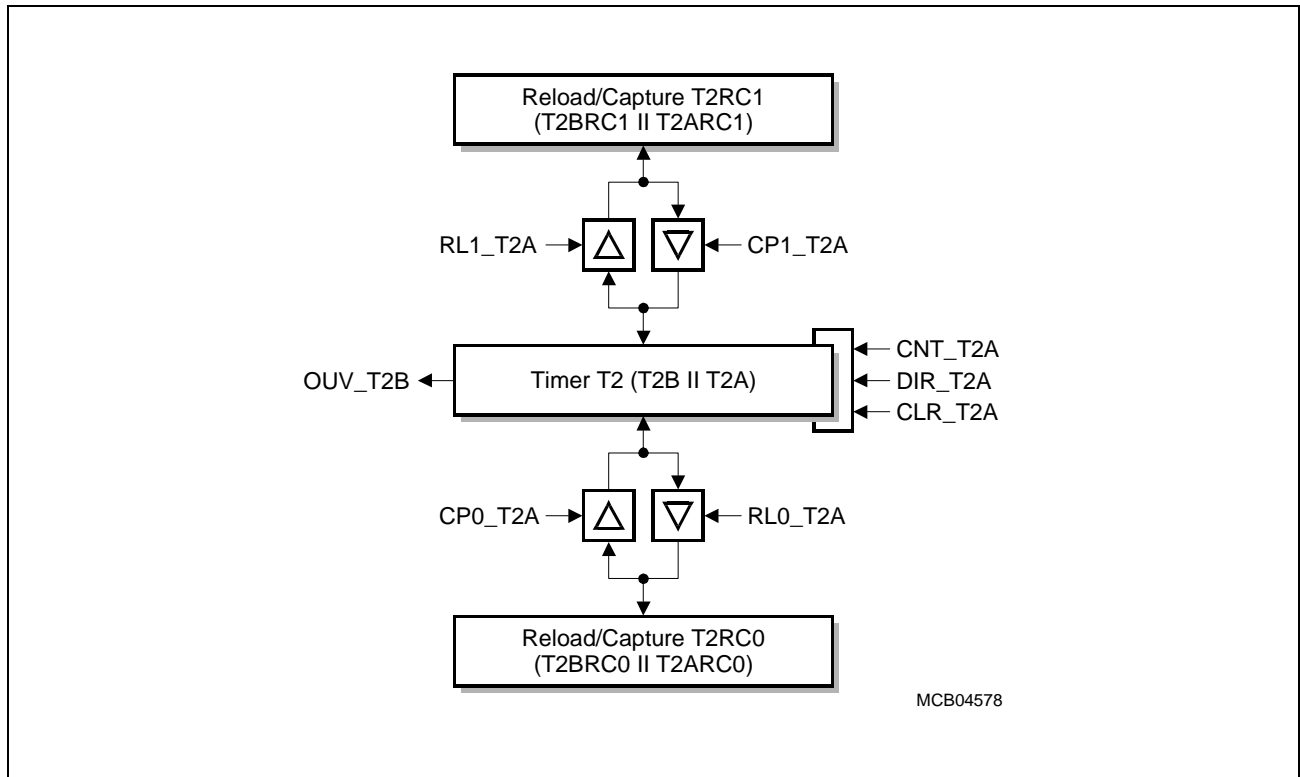 Reload/Capture T2RC1
(T2BRC1 II T2ARC1)
RL1_T2A
CP1_T2A
CNT_T2A
OUV_T2B
Timer T2 (T2B II T2A)
DIR_T2A
CLR_T2A
CP0_T2A
RL0_T2A
Reload/Capture T2RC0
(T2BRC0 II T2ARC0)
MCB04578